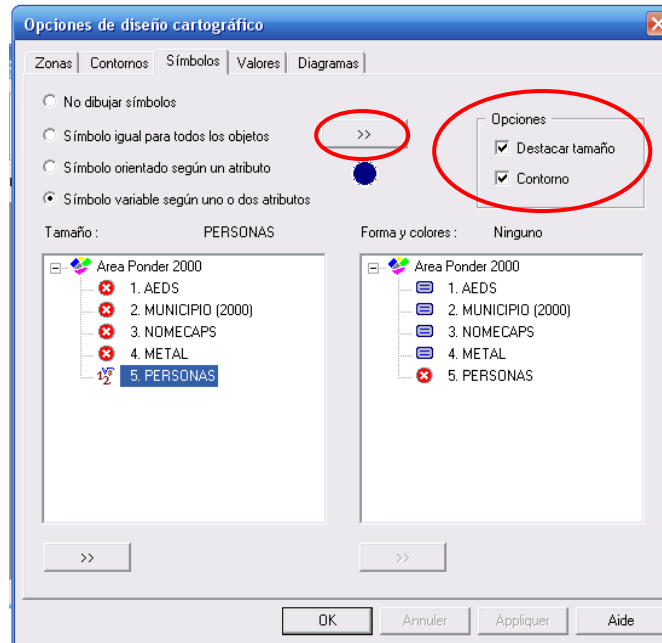 Opciones de diseño cartográfico
Zonas Contornos Símbolos Valores Diagramas
No dibujar símbolos
Símbolo igual para todos los objetos >>
Símbolo orientado según un atributo
Símbolo variable según uno o dos atributos
Opciones
Destacar tamaño
Contorno
Tamaño : PERSONAS
Area Ponder 2000
1. AEDS
2. MUNICIPIO (2000)
3. NOMECAPS
4. METAL
5. PERSONAS
>>
Forma y colores : Ninguno
Area Ponder 2000
1. AEDS
2. MUNICIPIO (2000)
3. NOMECAPS
4. METAL
5. PERSONAS
>>
OK Annuler Appliquer Aide